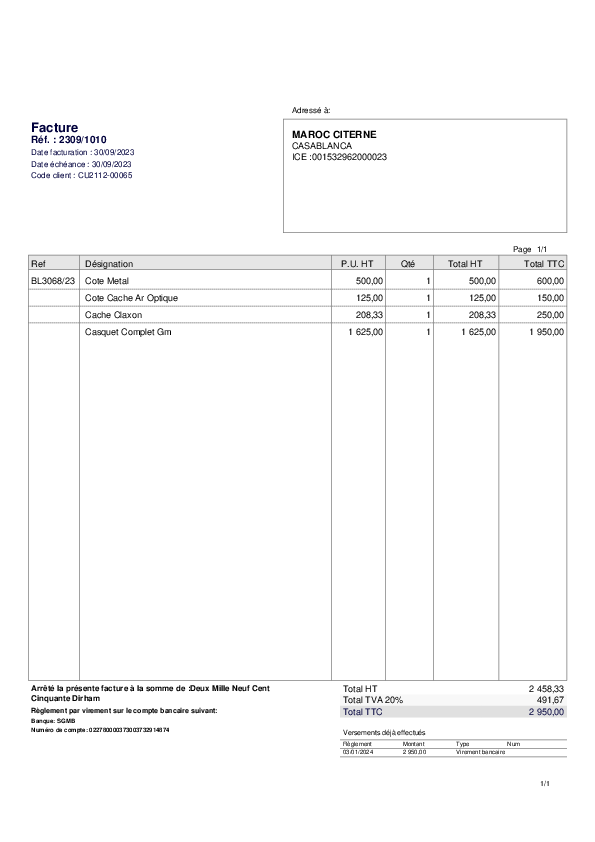 Adressé à:
Facture
Réf. : 2309/1010
Date facturation : 30/09/2023
Date échéance : 30/09/2023
Code client : CU2112-00065
MAROC CITERNE
CASABLANCA
ICE :001532962000023
Page 1/1
Ref Désignation P.U. HT Qté Total HT Total TTC
BL3068/23 Cote Metal 500,00 1 500,00 600,00
Cote Cache Ar Optique 125,00 1 125,00 150,00
Cache Claxon 208,33 1 208,33 250,00
Casquet Complet Gm 1 625,00 1 1 625,00 1 950,00
Arrêté la présente facture à la somme de :Deux Mille Neuf Cent
Cinquante Dirham
Règlement par virement sur le compte bancaire suivant:
Banque: SGMB
Numéro de compte: 022780000373003732914874
Total HT 2 458,33
Total TVA 20% 491,67
Total TTC 2 950,00
Versements déjà effectués
Règlement Montant Type Num
03/01/2024 2 950,00 Virement bancaire
1/1